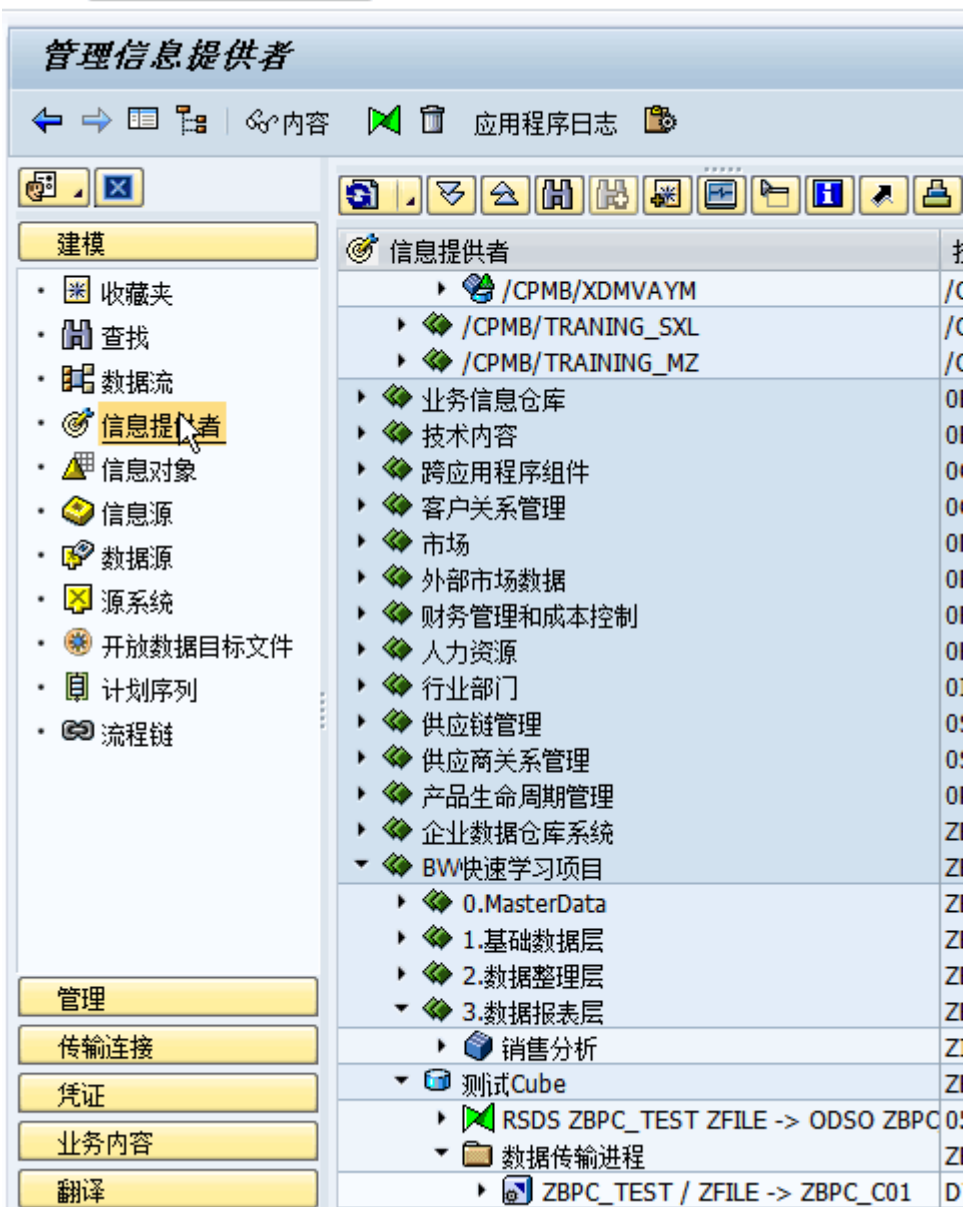 管理信息提供者
内容 应用程序日志
建模
收藏夹
查找
数据流
信息提供者
信息对象
信息源
数据源
源系统
开放数据目标文件
计划序列
流程链
管理
传输连接
凭证
业务内容
翻译
信息提供者
/CPMB/XDMVAYM
/CPMB/TRANING_SXL
/CPMB/TRAINING_MZ
业务信息仓库
技术内容
跨应用程序组件
客户关系管理
市场
外部市场数据
财务管理和成本控制
人力资源
行业部门
供应链管理
供应商关系管理
产品生命周期管理
企业数据仓库系统
BW快速学习项目
0.MasterData
1.基础数据层
2.数据整理层
3.数据报表层
销售分析
测试Cube
RSDS ZBPC_TEST ZFILE -> ODSO ZBPC
数据传输进程
ZBPC_TEST / ZFILE -> ZBPC_C01